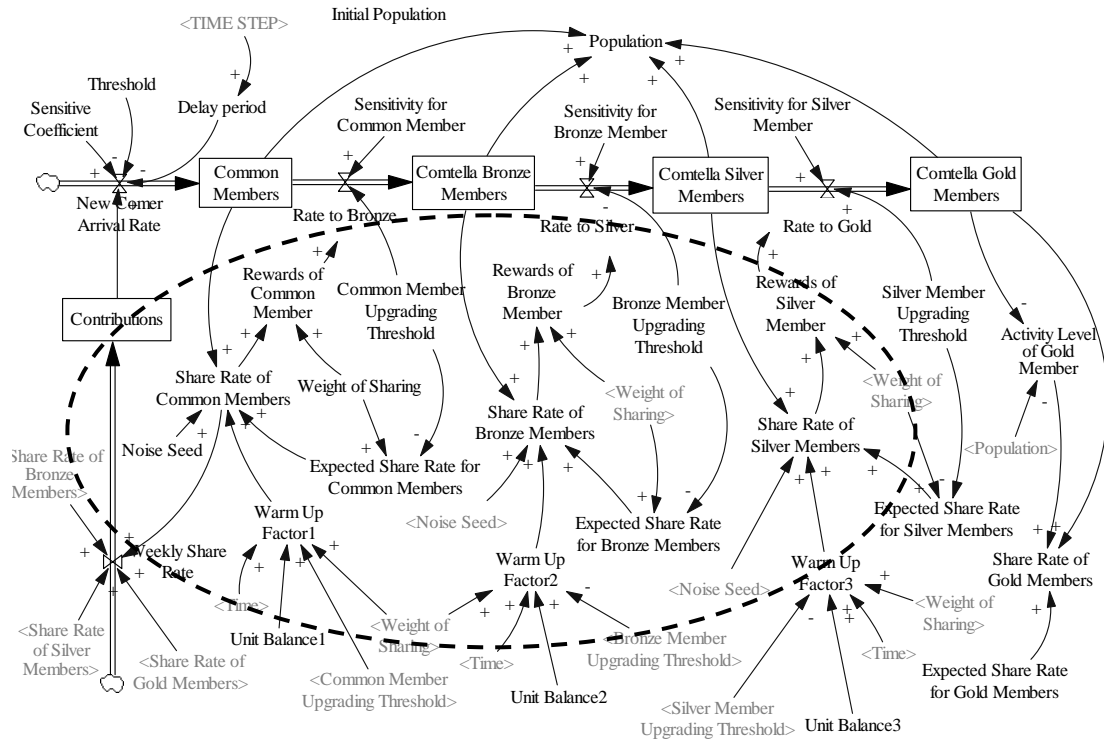 Initial Population
<TIME STEP>
Population
Threshold
Sensitive
Coefficient
Delay period
Sensitivity for
Common Member
Sensitivity for
Bronze Member
Sensitivity for Silver
Member
Common
Members
Comtella Bronze
Members
Comtella Silver
Members
Comtella Gold
Members
New Comer
Arrival Rate
Rate to Bronze
Rate to Silver
Rate to Gold
Rewards of
Common
Member
Common Member
Upgrading
Threshold
Rewards of
Bronze
Member
Bronze Member
Upgrading
Threshold
Rewards of
Silver
Member
Silver Member
Upgrading
Threshold
Contributions
Activity Level
of Gold
Member
Share Rate of
Common Members
Weight of Sharing
<Weight of
Sharing>
<Weight of
Sharing>
Share Rate of
Bronze Members
Share Rate of
Silver Members
Noise Seed
<Population>
Share Rate of
Bronze
Members>
Expected Share Rate for
Common Members
<Noise Seed>
Expected Share Rate
for Bronze Members
Expected Share Rate
for Silver Members
Warm Up
Factor1
Weekly Share
Rate
Warm Up
Factor2
<Noise Seed>
Warm Up
Factor3
Share Rate of
Gold Members
<Time>
Unit Balance1
<Weight of
Sharing>
<Time>
<Bronze Member
Upgrading Threshold>
<Weight of
Sharing>
<Time>
<Share Rate
of Silver
Members>
<Share Rate of
Gold Members>
<Common Member
Upgrading Threshold>
Unit Balance2
<Silver Member
Upgrading Threshold>
Unit Balance3
Expected Share Rate
for Gold Members